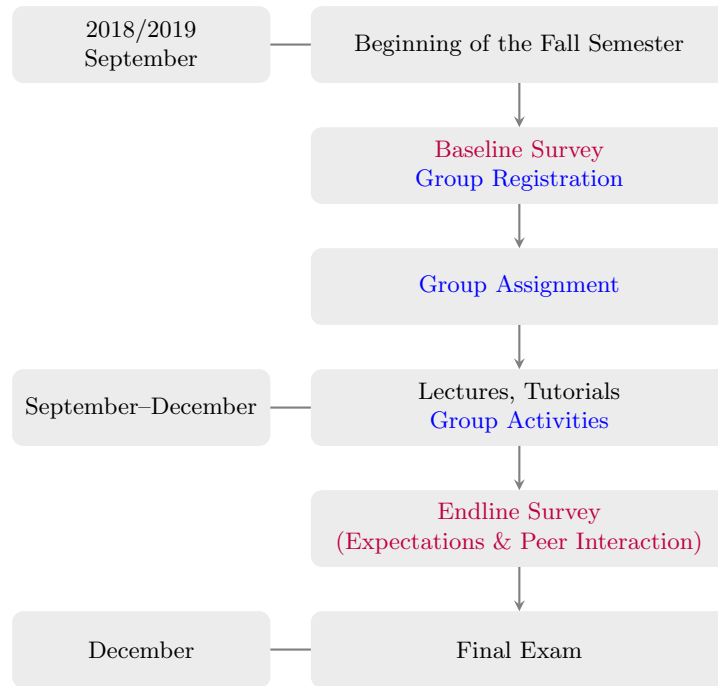 2018/2019
September
Beginning of the Fall Semester
Baseline Survey
Group Registration
Group Assignment
September–December
Lectures, Tutorials
Group Activities
Endline Survey
(Expectations & Peer Interaction)
December
Final Exam